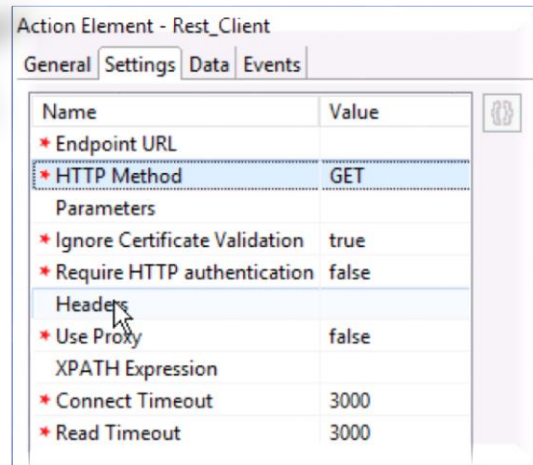 Action Element - Rest_Client
General Settings Data Events
Name Value
* Endpoint URL
* HTTP Method GET
Parameters
* Ignore Certificate Validation true
* Require HTTP authentication false
Headers
* Use Proxy false
XPATH Expression
* Connect Timeout 3000
* Read Timeout 3000